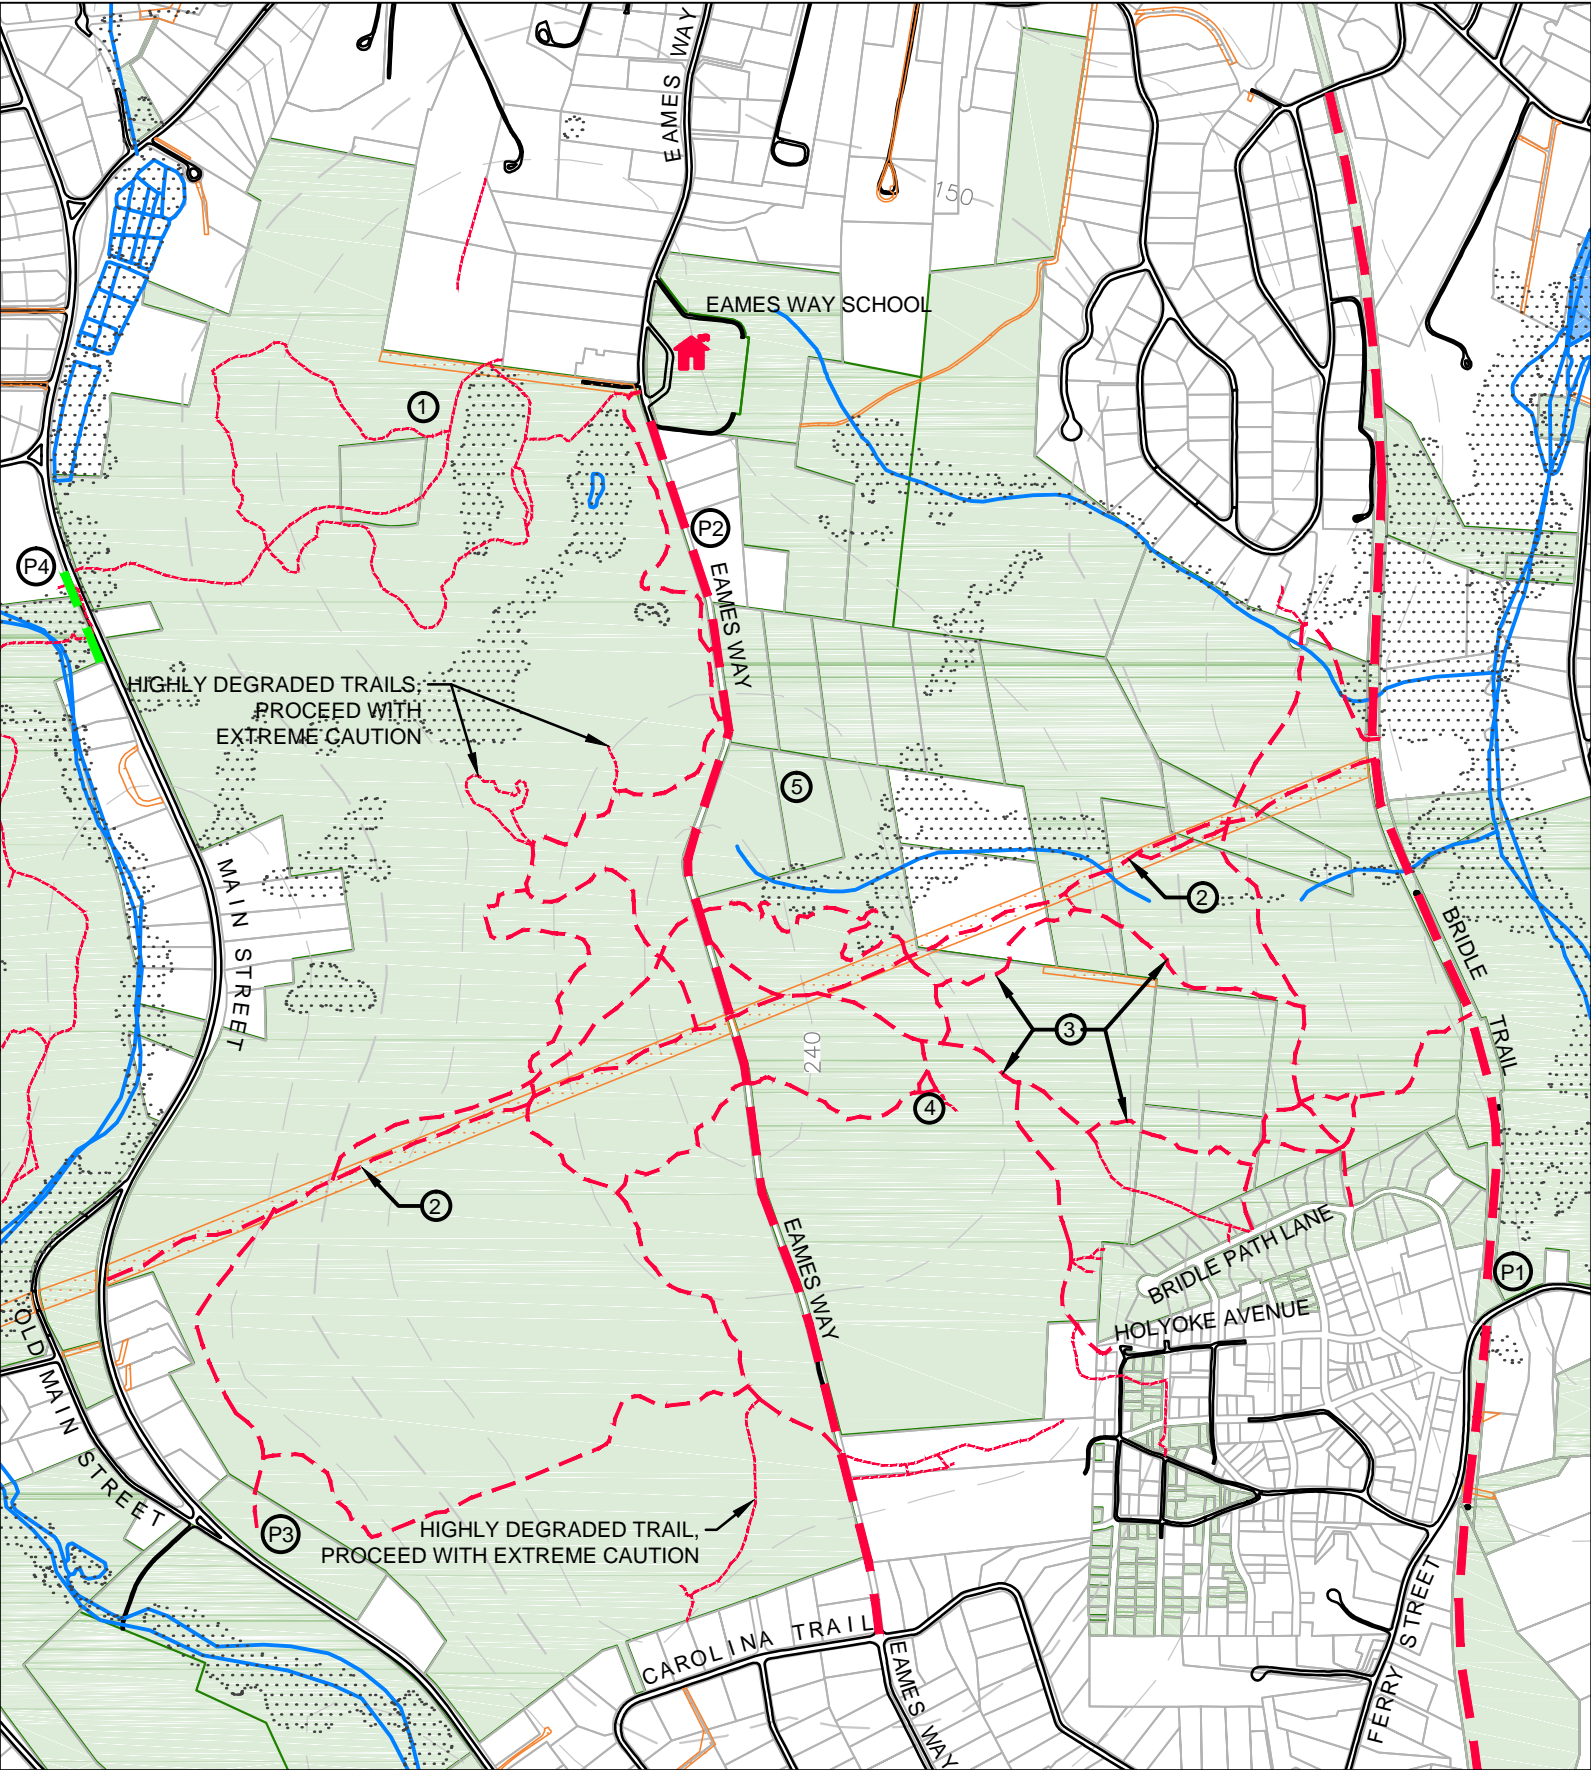 EAMES WAY
150
EAMES WAY SCHOOL
1
P2
P4
EAMES WAY
HIGHLY DEGRADED TRAILS,
PROCEED WITH
EXTREME CAUTION
5
MAIN STREET
2
BRIDLE TRAIL
3
240
4
2
EAMES WAY
BRIDLE PATH LANE
P1
HOLYOKE AVENUE
OLD MAIN STREET
P3
HIGHLY DEGRADED TRAIL,
PROCEED WITH EXTREME CAUTION
CAROLINA TRAIL
EAMES WAY
FERRY STREET